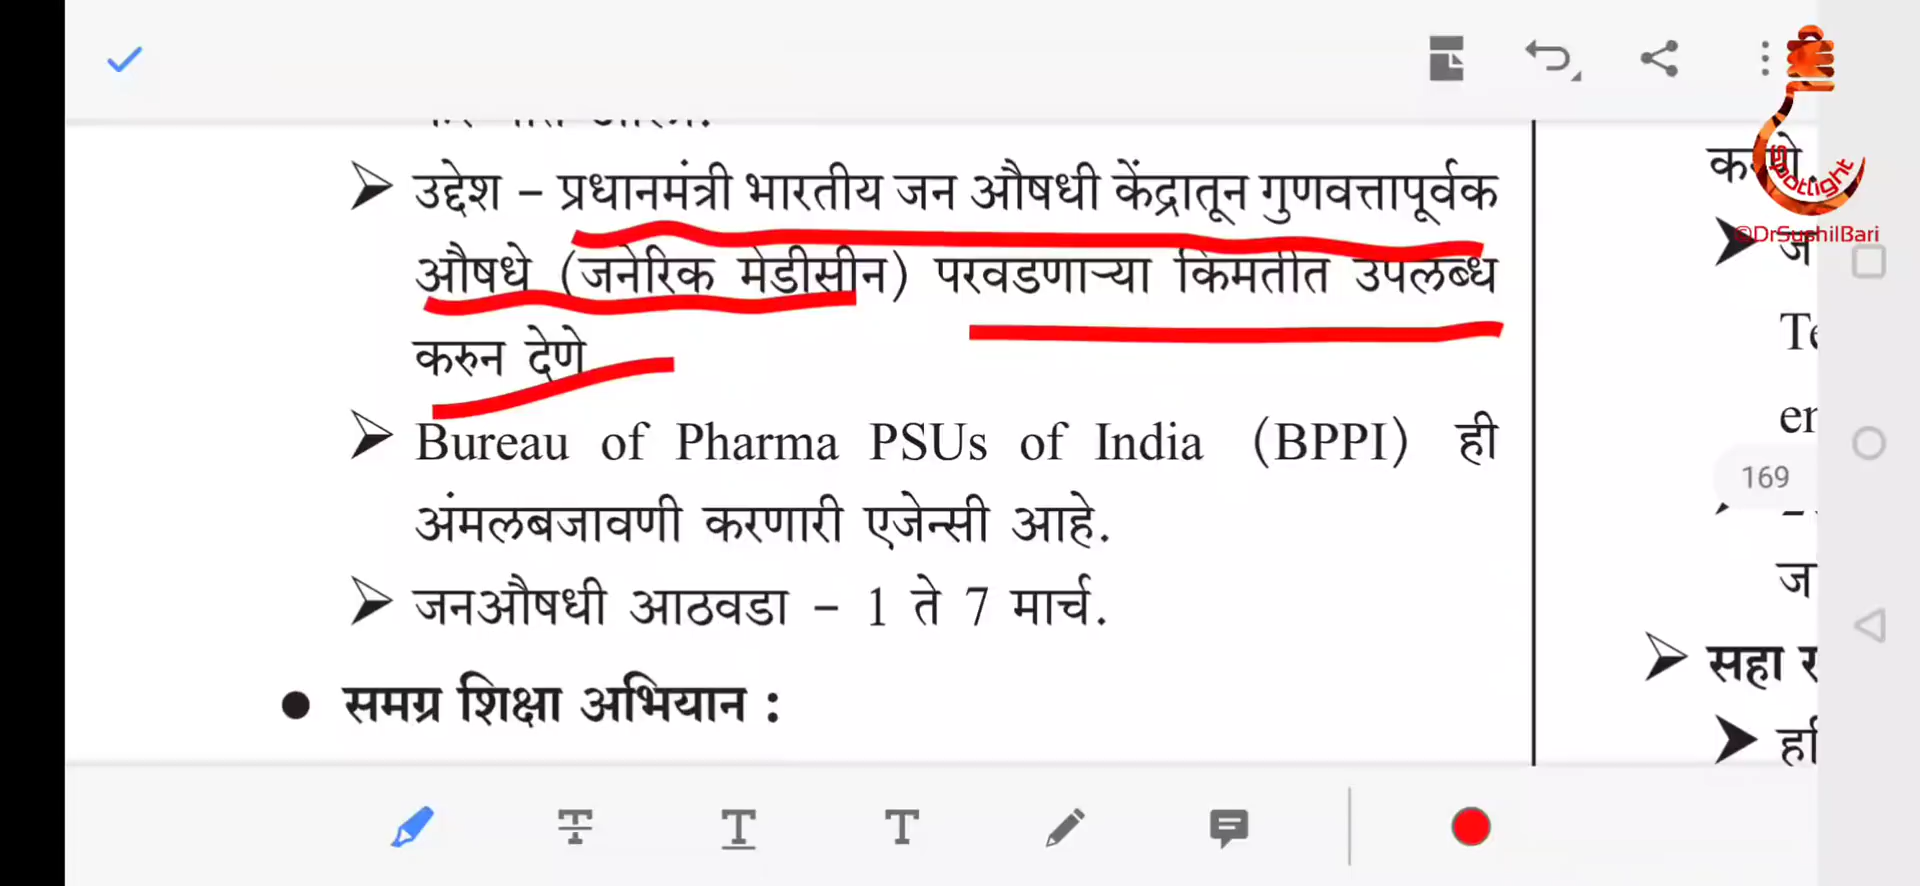 उद्देश – प्रधानमंत्री भारतीय जन औषधी केंद्रातून गुणवत्तापूर्वक
औषधे (जनेरिक मेडीसीन) परवडणाऱ्या किमतीत उपलब्ध
करुन देणे
Bureau of Pharma PSUs of India (BPPI) ही
अंमलबजावणी करणारी एजेन्सी आहे.
जनऔषधी आठवडा – 1 ते 7 मार्च.
● समग्र शिक्षा अभियान :
Spotlight
©DrSushilBari
169
सहा